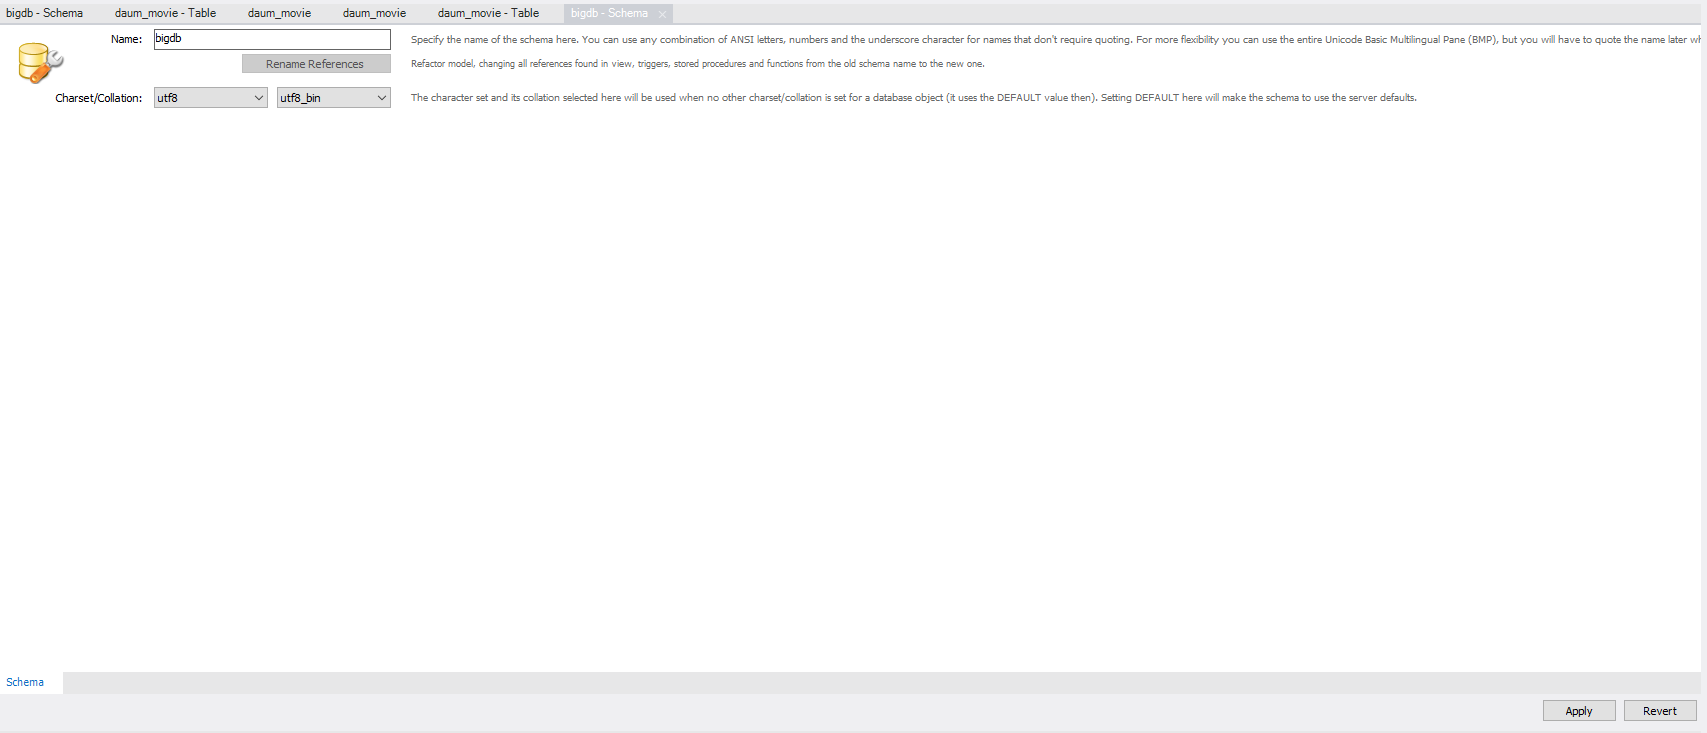 bigdb - Schema daum_movie - Table daum_movie daum_movie daum_movie - Table bigdb - Schema
Name: bigdb Specify the name of the schema here. You can use any combination of ANSI letters, numbers and the underscore character for names that don't require quoting. For more flexibility you can use the entire Unicode Basic Multilingual Pane (BMP), but you will have to quote the name later
Rename References Refactor model, changing all references found in view, triggers, stored procedures and functions from the old schema name to the new one.
Charset/Collation: utf8 utf8_bin The character set and its collation selected here will be used when no other charset/collation is set for a database object (it uses the DEFAULT value then). Setting DEFAULT here will make the schema to use the server defaults.
Schema
Apply Revert